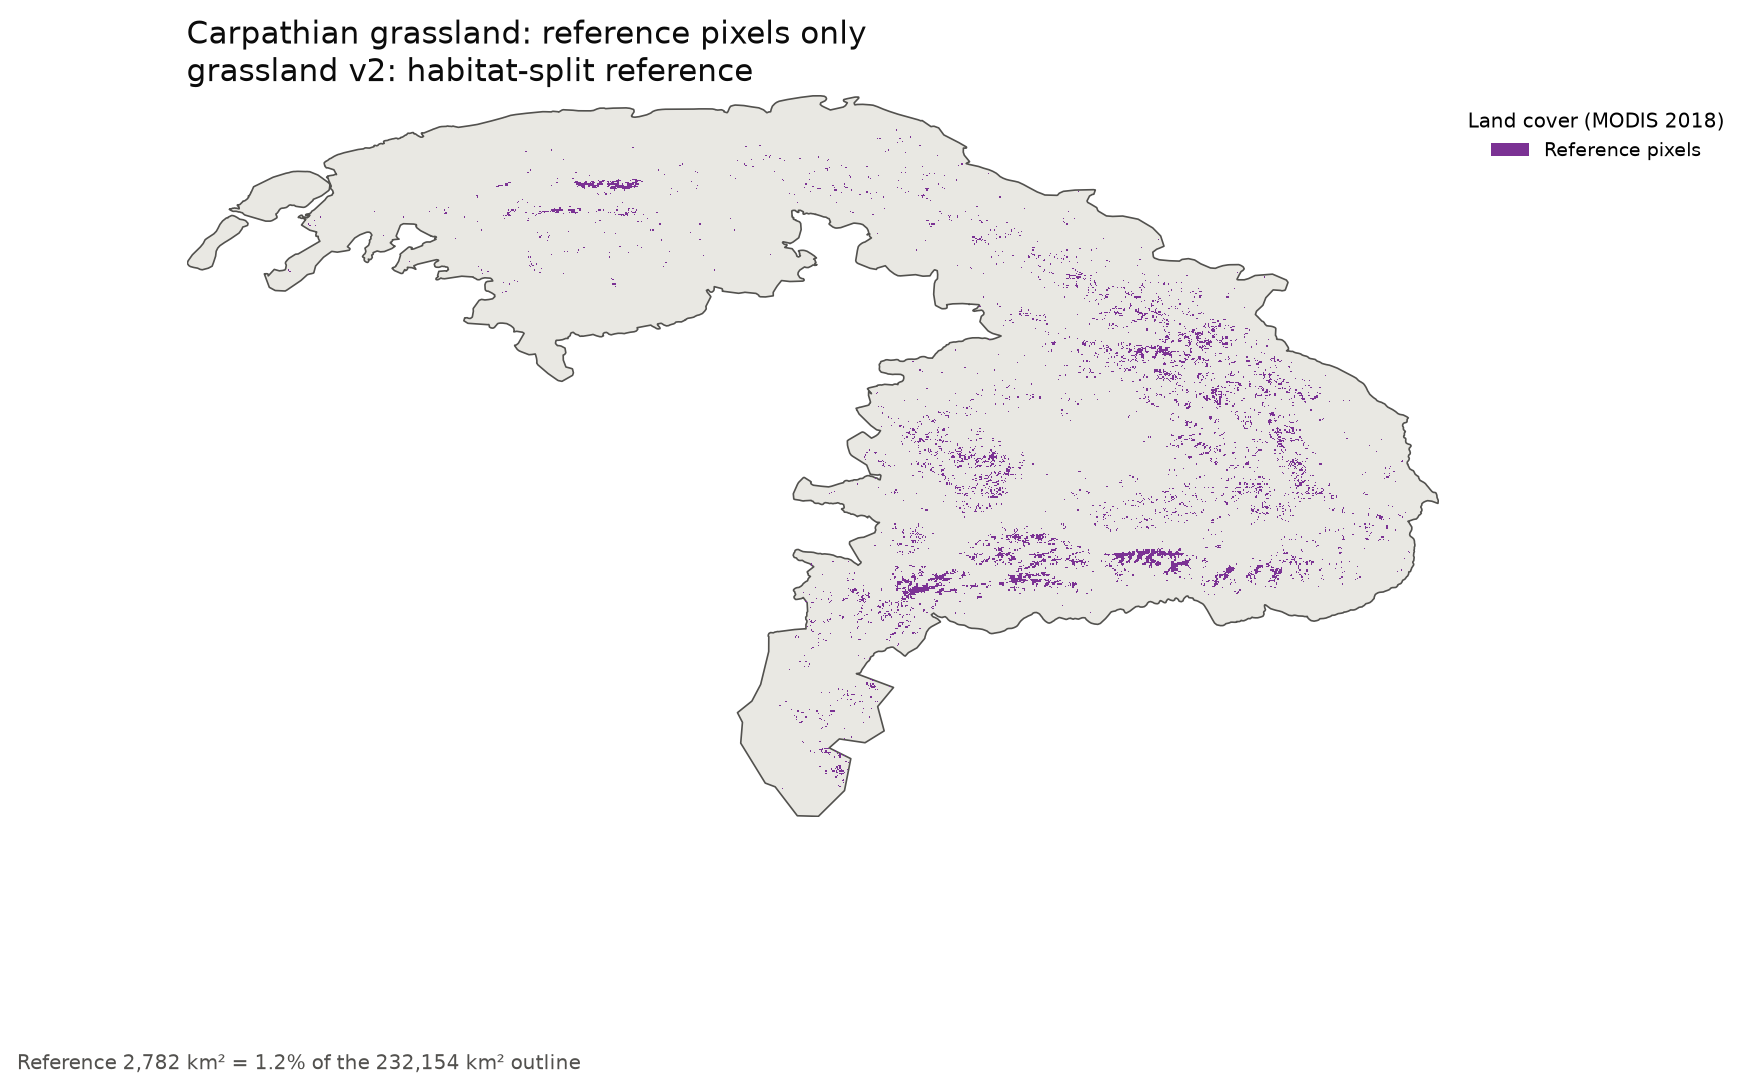 Carpathian grassland: reference pixels only
grassland v2: habitat-split reference
Land cover (MODIS 2018)
Reference pixels
Reference 2,782 km² = 1.2% of the 232,154 km² outline